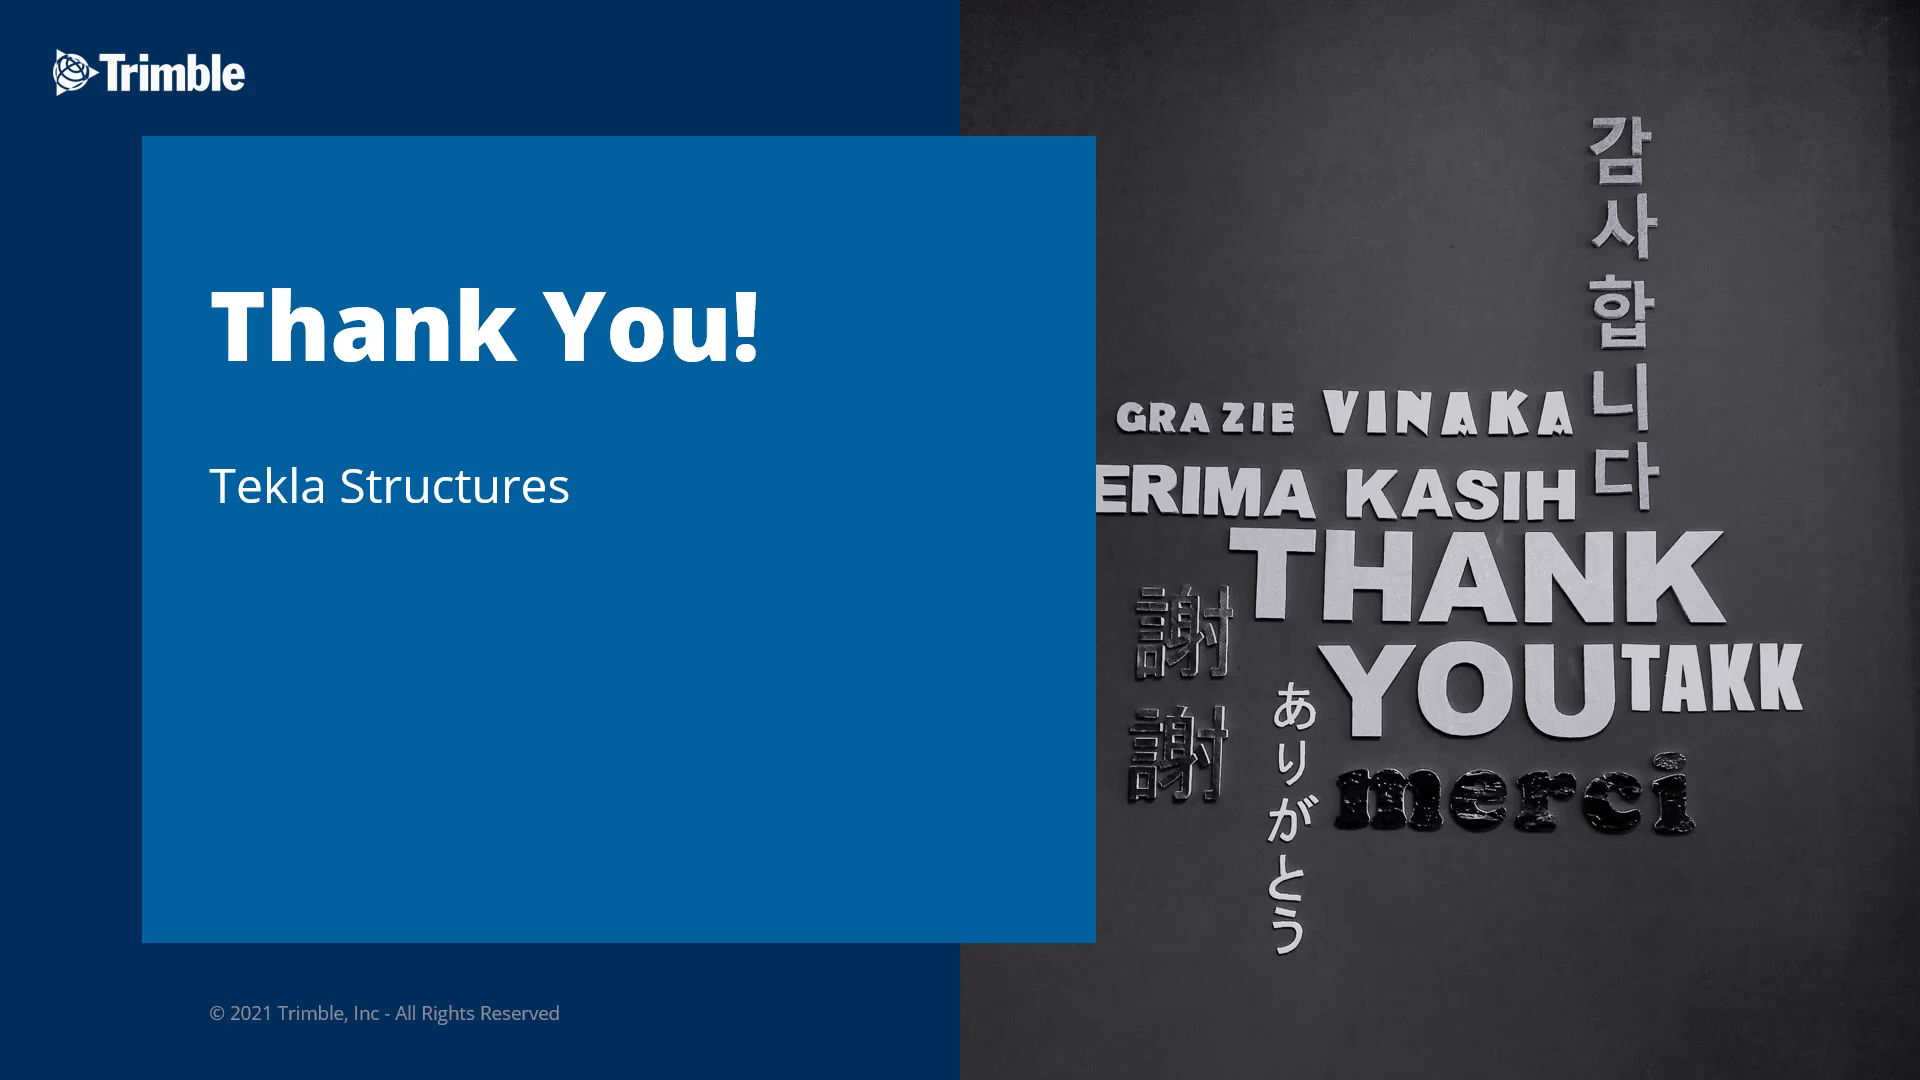 Trimble
Thank You!
Tekla Structures
© 2021 Trimble, Inc - All Rights Reserved
감사합니다
GRAZIE VINAKA
ERIMA KASIH
THANK
YOU TAKK
謝謝
ありがとう
merci